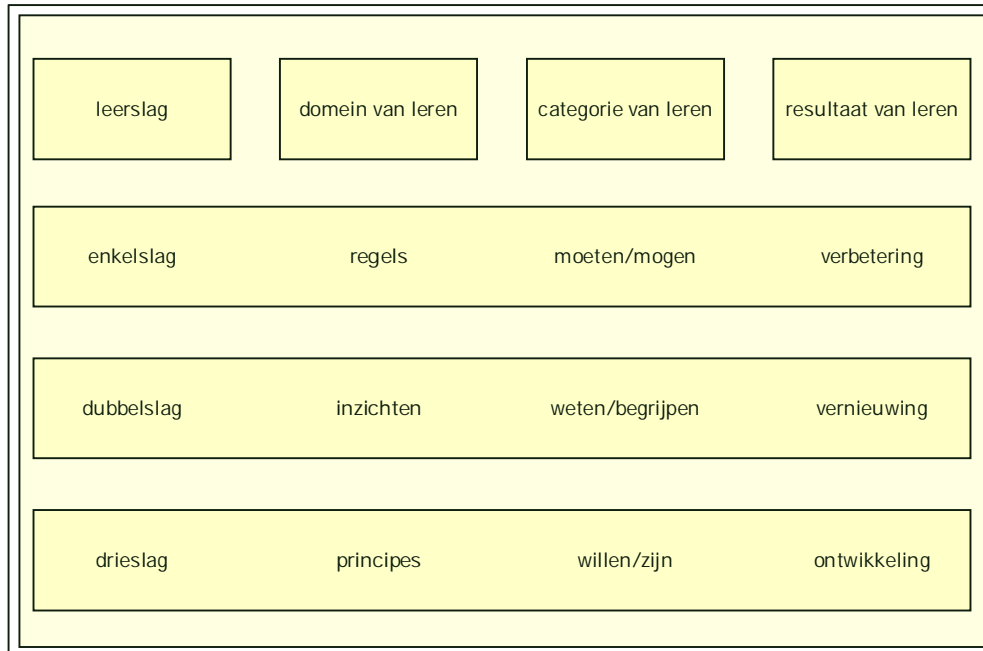 leerslag domein van leren categorie van leren resultaat van leren
enkelslag regels moeten/mogen verbetering
dubbelslag inzichten weten/begrijpen vernieuwing
drieslag principes willen/zijn ontwikkeling